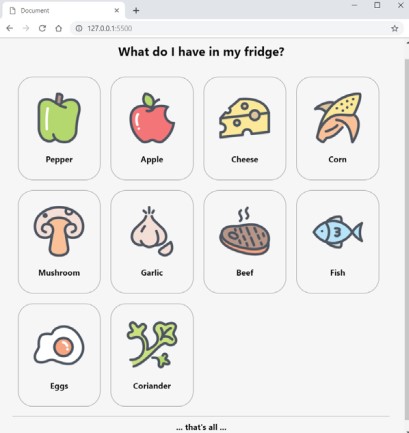 Document
127.0.0.1:5500
What do I have in my fridge?
Pepper
Apple
Cheese
Corn
Mushroom
Garlic
Beef
Fish
Eggs
Coriander
... that's all ...